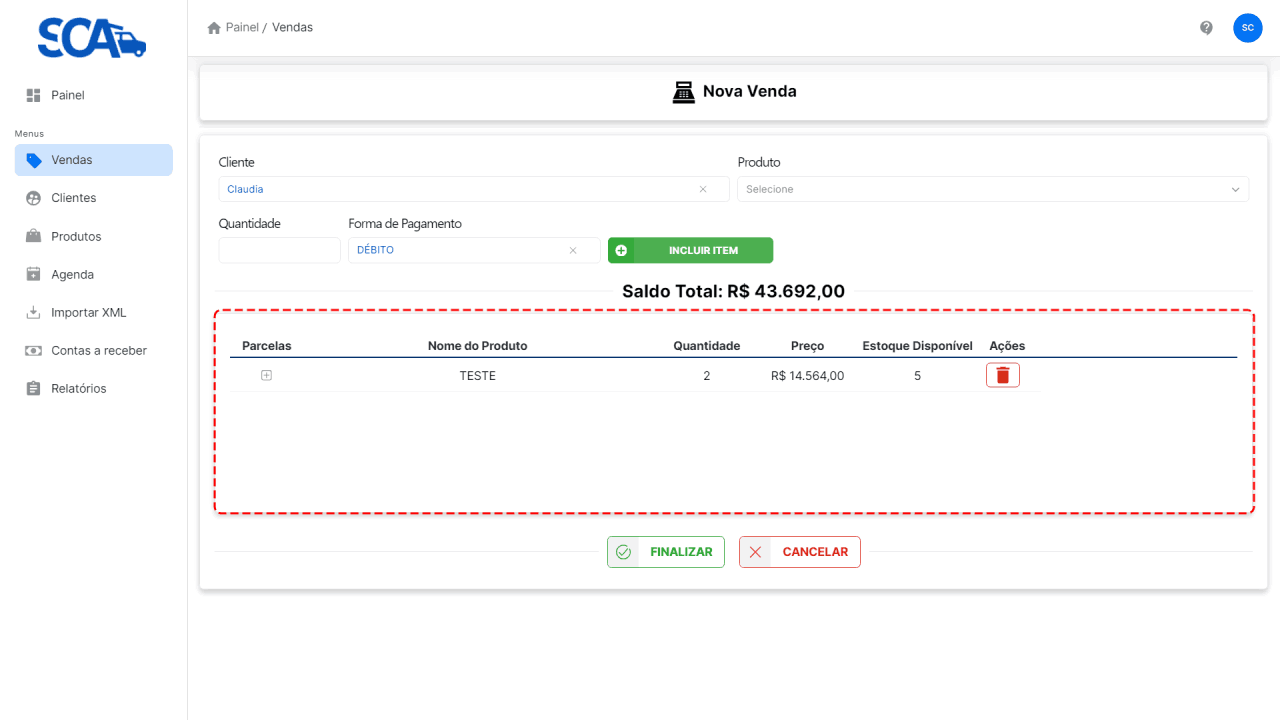 SCA
Painel / Vendas
SC
Painel
Menus
Vendas
Clientes
Produtos
Agenda
Importar XML
Contas a receber
Relatórios
Nova Venda
Cliente
Produto
Claudia
Selecione
Quantidade
Forma de Pagamento
DÉBITO
INCLUIR ITEM
Saldo Total: R$ 43.692,00
Parcelas Nome do Produto Quantidade Preço Estoque Disponível Ações
TESTE 2 R$ 14.564,00 5
FINALIZAR
CANCELAR